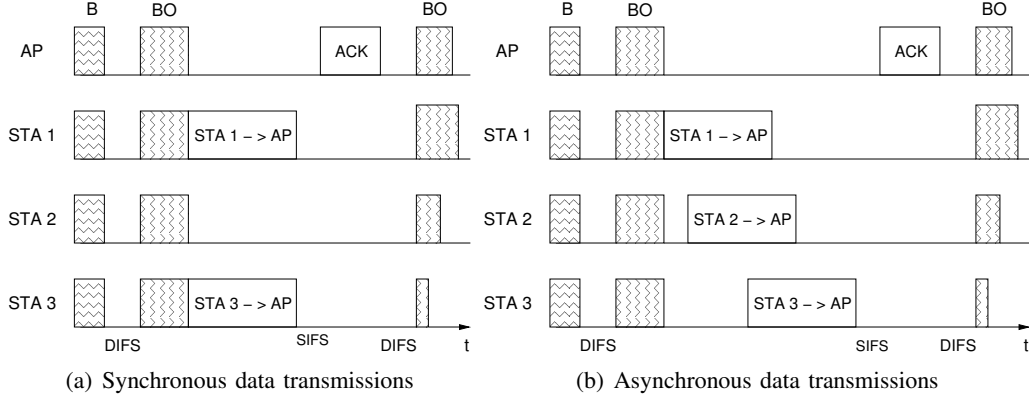 B BO BO
AP ACK
STA 1 STA 1 − > AP
STA 2
STA 3 STA 3 − > AP
DIFS SIFS DIFS t
(a) Synchronous data transmissions
B BO BO
AP ACK
STA 1 STA 1 − > AP
STA 2 STA 2 − > AP
STA 3 STA 3 − > AP
DIFS SIFS DIFS t
(b) Asynchronous data transmissions